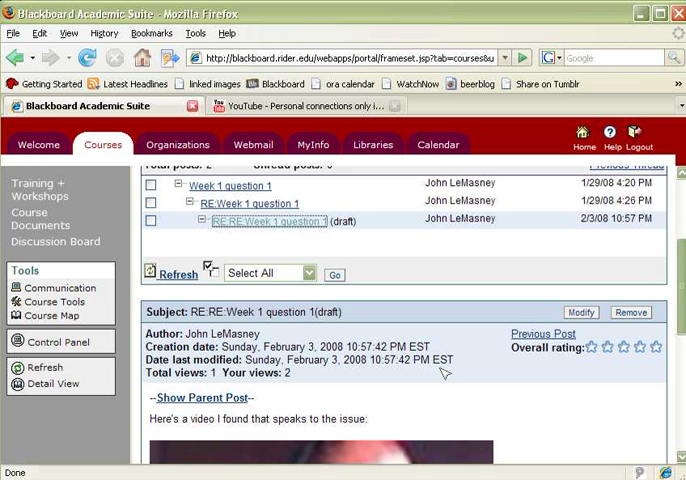 Blackboard Academic Suite - Mozilla Firefox
File Edit View History Bookmarks Tools Help
http://blackboard.rider.edu/webapps/portal/frameset.jsp?tab=courses&u
Google
Getting Started Latest Headlines linked images Blackboard ora calendar WatchNow beerblog Share on Tumblr
Blackboard Academic Suite YouTube - Personal connections only i...
Welcome Courses Organizations Webmail MyInfo Libraries Calendar Home Help Logout
Total posts: 2 Unread posts: 0 Previous Thread
Training + Workshops
Course Documents
Discussion Board
Tools
Communication
Course Tools
Course Map
Control Panel
Refresh
Detail View
Week 1 question 1 John LeMasney 1/29/08 4:20 PM
RE:Week 1 question 1 John LeMasney 1/29/08 4:26 PM
RE:RE:Week 1 question 1 (draft) John LeMasney 2/3/08 10:57 PM
Refresh Select All Go
Subject: RE:RE:Week 1 question 1(draft) Modify Remove
Author: John LeMasney Previous Post
Creation date: Sunday, February 3, 2008 10:57:42 PM EST Overall rating:
Date last modified: Sunday, February 3, 2008 10:57:42 PM EST
Total views: 1 Your views: 2
--Show Parent Post--
Here's a video I found that speaks to the issue:
Done